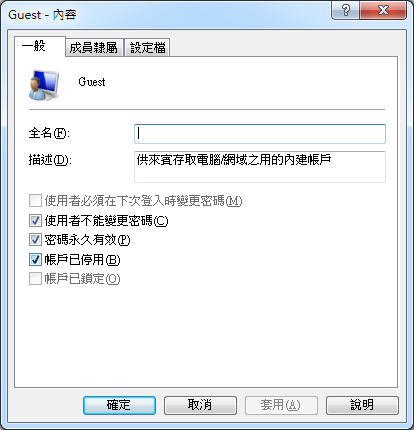 Guest - 內容
一般
成員隸屬
設定檔
Guest
全名(F):
描述(D):
供來賓存取電腦/網域之用的內建帳戶
使用者必須在下次登入時變更密碼(M)
使用者不能變更密碼(C)
密碼永久有效(P)
帳戶已停用(B)
帳戶已鎖定(O)
確定
取消
套用(A)
說明